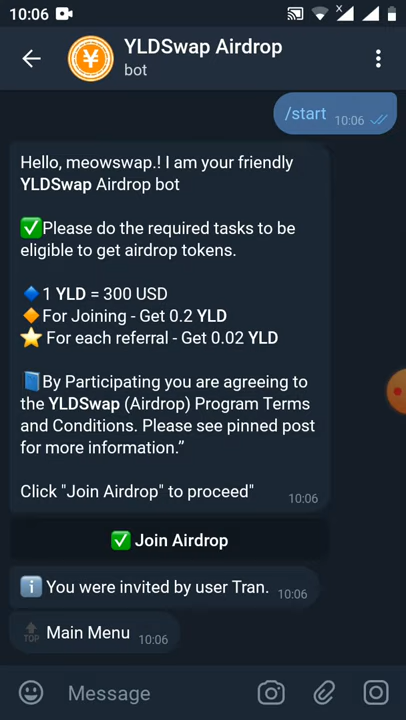 10:06
YLDSwap Airdrop
bot
/start 10:06
Hello, meowswap.! I am your friendly
YLDSwap Airdrop bot
✅Please do the required tasks to be
eligible to get airdrop tokens.
🔷1 YLD = 300 USD
🔶For Joining - Get 0.2 YLD
⭐ For each referral - Get 0.02 YLD
📘By Participating you are agreeing to
the YLDSwap (Airdrop) Program Terms
and Conditions. Please see pinned post
for more information.”
Click "Join Airdrop" to proceed" 10:06
✅ Join Airdrop
ℹ️ You were invited by user Tran. 10:06
🔝 Main Menu 10:06
Message